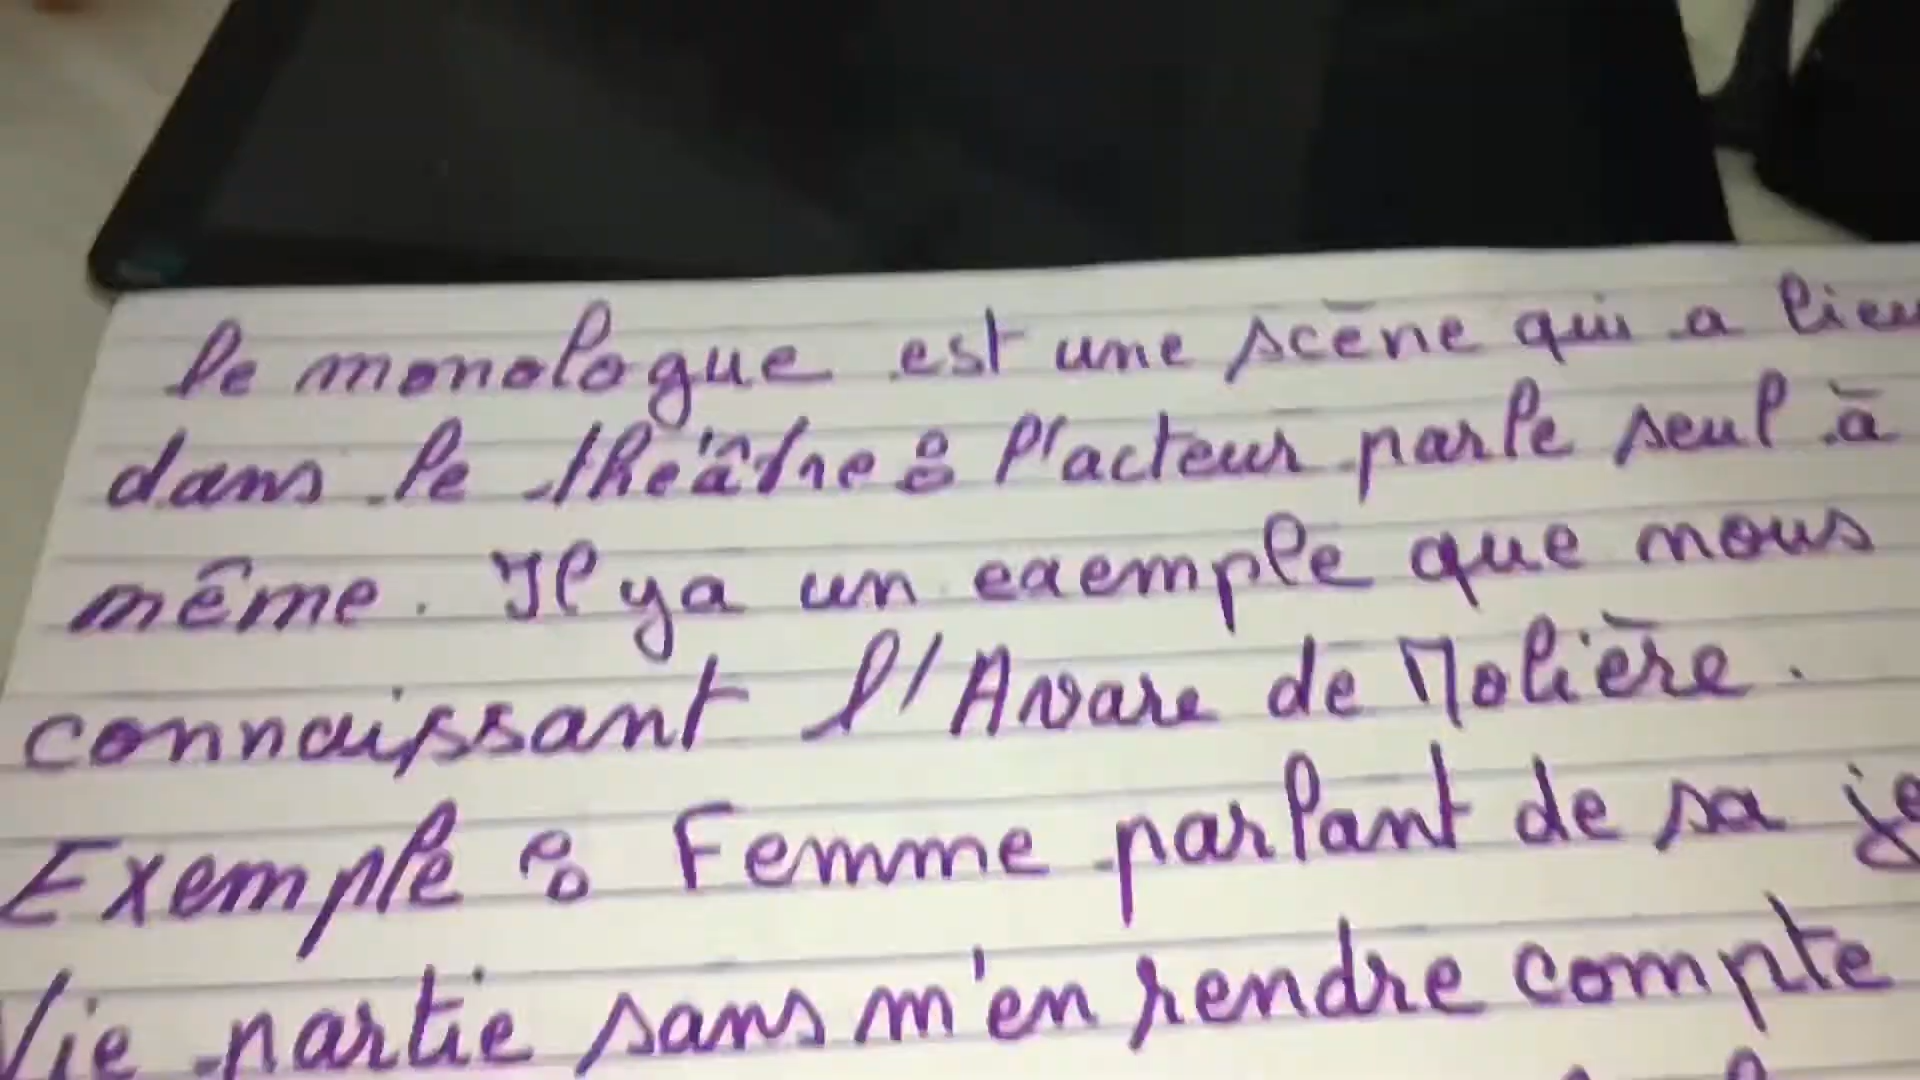 le monologue est une scène qui a lieu
dans le théâtre : l'acteur parle seul à
même. Il ya un exemple que nous
connaissant l'Avare de Molière.
Exemple : Femme parlant de sa
Vie partie sans m'en rendre compte